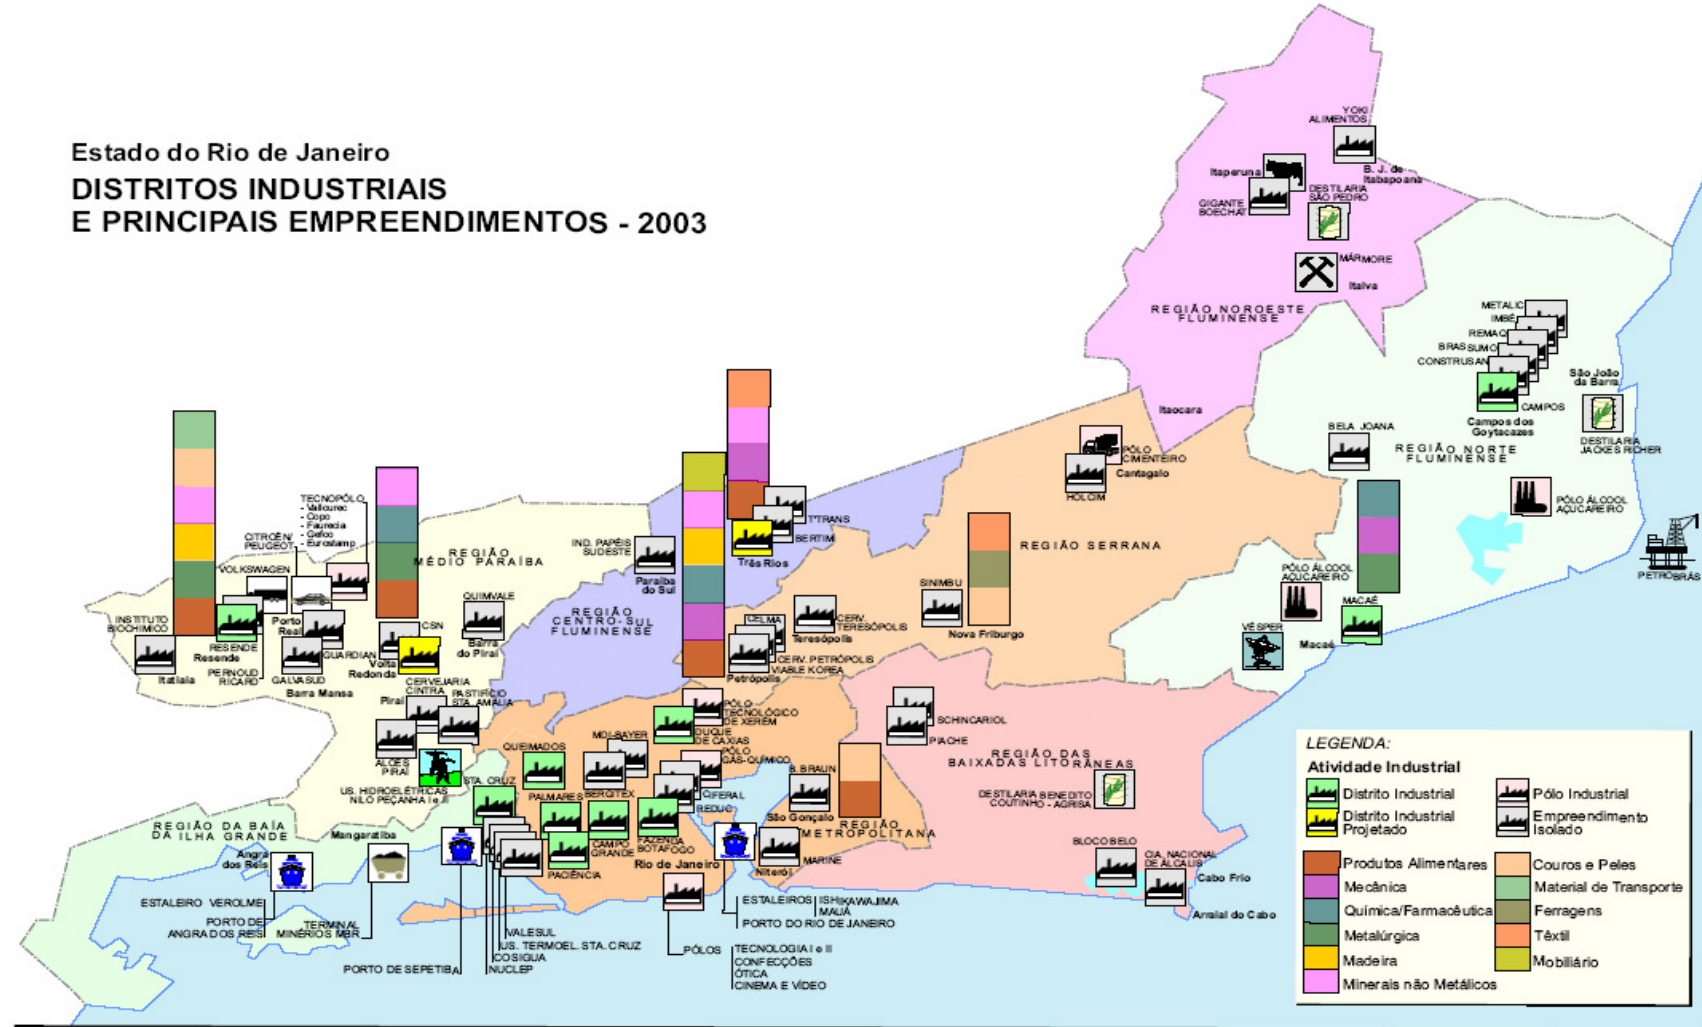 Estado do Rio de Janeiro
DISTRITOS INDUSTRIAIS
E PRINCIPAIS EMPREENDIMENTOS - 2003
YOKI
ALIMENTOS
Itaperuna
B. J. de
Itabapoana
GIGANTE
BOECHAT
DESTILARIA
SÃO PEDRO
MÁRMORE
Italva
REGIÃO NOROESTE
FLUMINENSE
METALIC
IMBÉ
REMAQ
BRASSUMO
CONSTRUSAN
CAMPOS
Campos dos
Goytacazes
São João
da Barra
DESTILARIA
JACKES RICHER
Itaocara
BELA JOANA
REGIÃO NORTE
FLUMINENSE
PÓLO
CIMENTEIRO
Cantagalo
HOLCIM
PÓLO ÁLCOOL
AÇUCAREIRO
PETROBRÁS
PÓLO ÁLCOOL
AÇUCAREIRO
MACAÉ
VÉSPER
Macaé
REGIÃO SERRANA
SINIMBU
Nova Friburgo
T'TRANS
BERTIM
Três Rios
IND. PAPÉIS
SUDESTE
Paraíba
do Sul
REGIÃO
CENTRO-SUL
FLUMINENSE
CELMA
CERV. PETRÓPOLIS
VIABLE KOREA
Petrópolis
CERV.
TERESÓPOLIS
Teresópolis
TECNOPÓLO
- Vallourec
- Copo
- Faurecia
- Gefco
- Eurostamp
CITROËN/
PEUGEOT
VOLKSWAGEN
REGIÃO
MÉDIO PARAÍBA
INSTITUTO
BIOCHIMICO
RESENDE
Resende
PERNOUD
RICARD
Itatiaia
Porto
Real
GUARDIAN
GALVASUD
Barra Mansa
CSN
Volta
Redonda
QUIMVALE
Barra
do Piraí
CERVEJARIA
CINTRA
PASTIFÍCIO
STA. AMÁLIA
Piraí
ALCÉS
PIRAÍ
US. HIDROELÉTRICAS
NILO PEÇANHA I e II
REGIÃO DA BAÍA
DA ILHA GRANDE
Mangaratiba
Angra
dos Reis
ESTALEIRO VEROLME
PORTO DE
ANGRA DOS REIS
TERMINAL
MINÉRIOS MBR
PORTO DE SEPETIBA
STA. CRUZ
VALESUL
US. TERMOEL. STA. CRUZ
COSIGUA
NUCLEP
QUEIMADOS
MDI-BAYER
PALMARES
BERGITEX
CAMPO
GRANDE
PACIÊNCIA
FAZENDA
BOTAFOGO
PÓLO
TECNOLÓGICO
DE XERÉM
DUQUE
DE CAXIAS
PÓLO
GÁS-QUÍMICO
CIFERAL
REDUC
Rio de Janeiro
B. BRAUN
São Gonçalo
REGIÃO
METROPOLITANA
MARINE
Niterói
ESTALEIROS
ISHIKAWAJIMA
MAUÁ
PORTO DO RIO DE JANEIRO
PÓLOS
TECNOLOGIA I e II
CONFECÇÕES
ÓTICA
CINEMA E VÍDEO
SCHINCARIOL
PIACHE
REGIÃO DAS
BAIXADAS LITORÂNEAS
DESTILARIA BENEDITO
COUTINHO - AGRISA
BLOCO BELO
CIA. NACIONAL
DE ÁLCALIS
Cabo Frio
Arraial do Cabo
LEGENDA:
Atividade Industrial
Distrito Industrial
Distrito Industrial
Projetado
Pólo Industrial
Empreendimento
Isolado
Produtos Alimentares
Mecânica
Química/Farmacêutica
Metalúrgica
Madeira
Minerais não Metálicos
Couros e Peles
Material de Transporte
Ferragens
Têxtil
Mobiliário